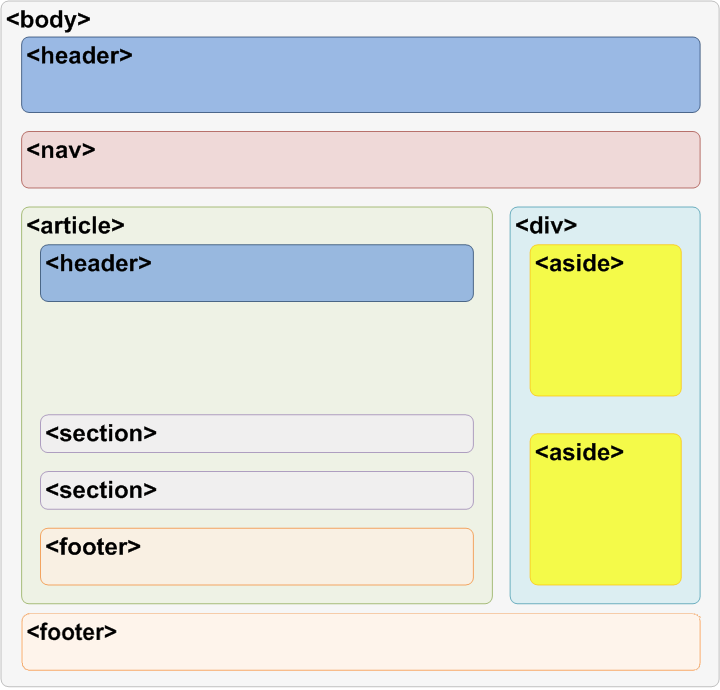 <body>
<header>
<nav>
<article>
<header>
<section>
<section>
<footer>
<div>
<aside>
<aside>
<footer>